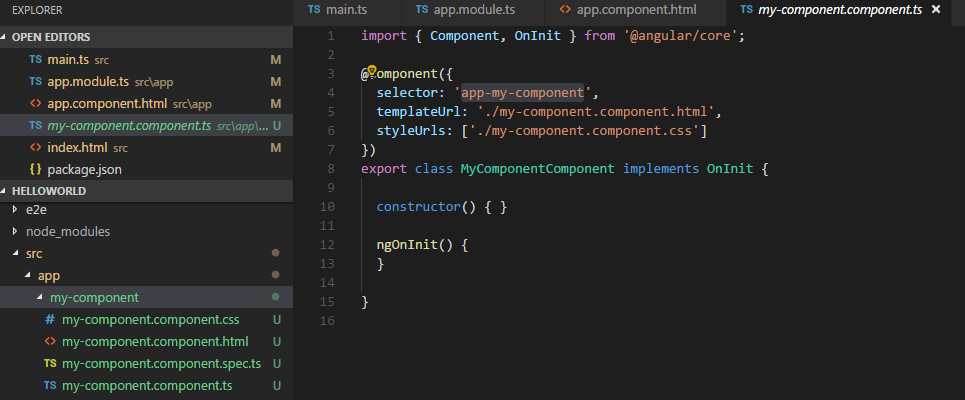 EXPLORER
OPEN EDITORS
TS main.ts src M
TS app.module.ts src\app M
<> app.component.html src\app M
TS my-component.component.ts src\app\... U
<> index.html src M
{} package.json
HELLOWORLD
e2e
node_modules
src
app
my-component
# my-component.component.css U
<> my-component.component.html U
TS my-component.component.spec.ts U
TS my-component.component.ts U
TS main.ts
TS app.module.ts
<> app.component.html
TS my-component.component.ts ×
1 import { Component, OnInit } from '@angular/core';
2
3 @Component({
4 selector: 'app-my-component',
5 templateUrl: './my-component.component.html',
6 styleUrls: ['./my-component.component.css']
7 })
8 export class MyComponentComponent implements OnInit {
9
10 constructor() { }
11
12 ngOnInit() {
13 }
14
15 }
16